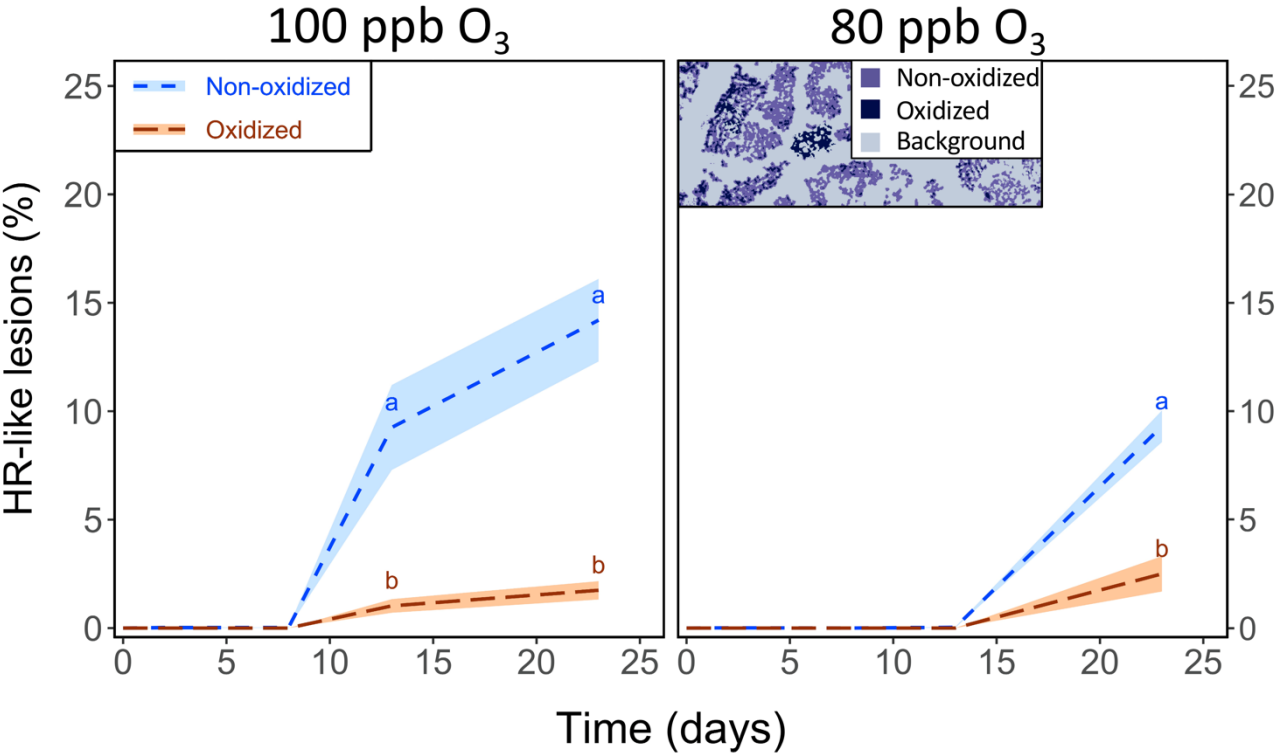 100 ppb O3
80 ppb O3
Non-oxidized
Oxidized
Non-oxidized
Oxidized
Background
HR-like lesions (%)
25
20
15
10
5
0
a
a
b
b
a
b
25
20
15
10
5
0
0 5 10 15 20 25
0 5 10 15 20 25
Time (days)